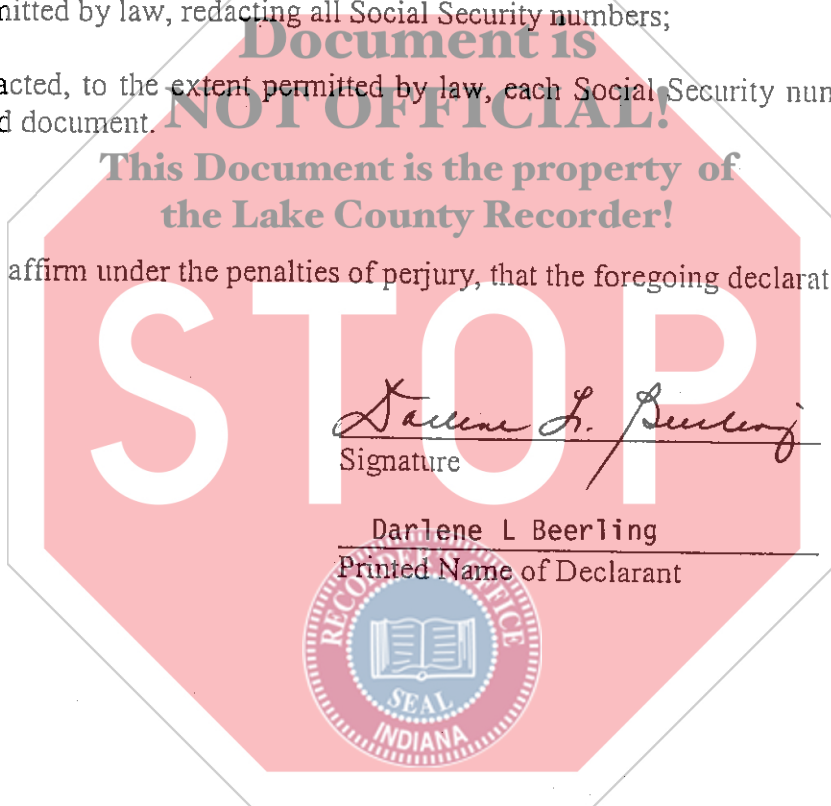 mitted by law, redacting all Social Security numbers;
Document is
acted, to the extent permitted by law, each Social Security num
NOT OFFICIAL!
d document.
This Document is the property of
the Lake County Recorder!
affirm under the penalties of perjury, that the foregoing declarat
STOP
Darlene L. Beerling
Signature
Darlene L Beerling
Printed Name of Declarant
RECORDER'S OFFICE
SEAL
INDIANA